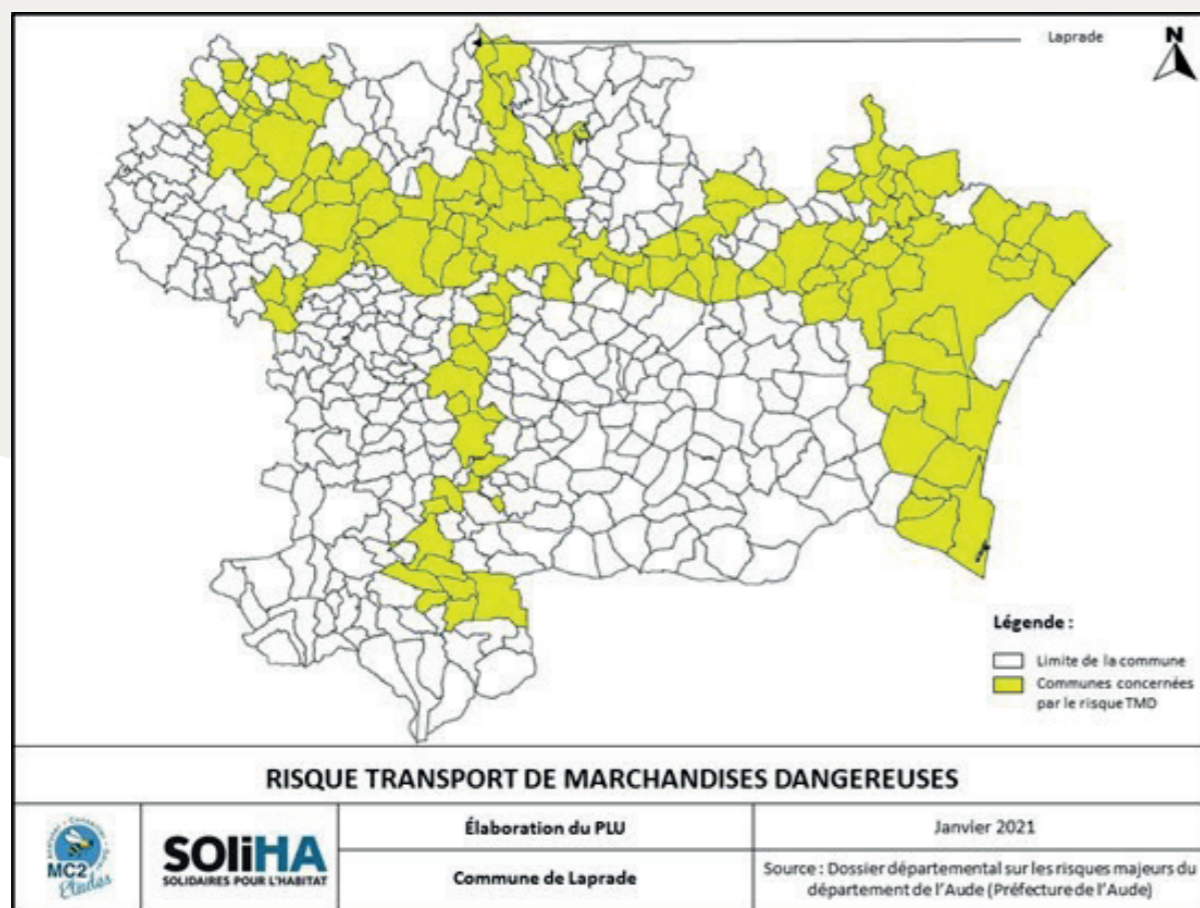 Laprade
N
Légende :
Limite de la commune
Communes concernées
par le risque TMD
RISQUE TRANSPORT DE MARCHANDISES DANGEREUSES
MC2
Études
SOLiHA
SOLIDAIRES POUR L'HABITAT
Élaboration du PLU
Commune de Laprade
Janvier 2021
Source : Dossier départemental sur les risques majeurs du
département de l'Aude (Préfecture de l'Aude)